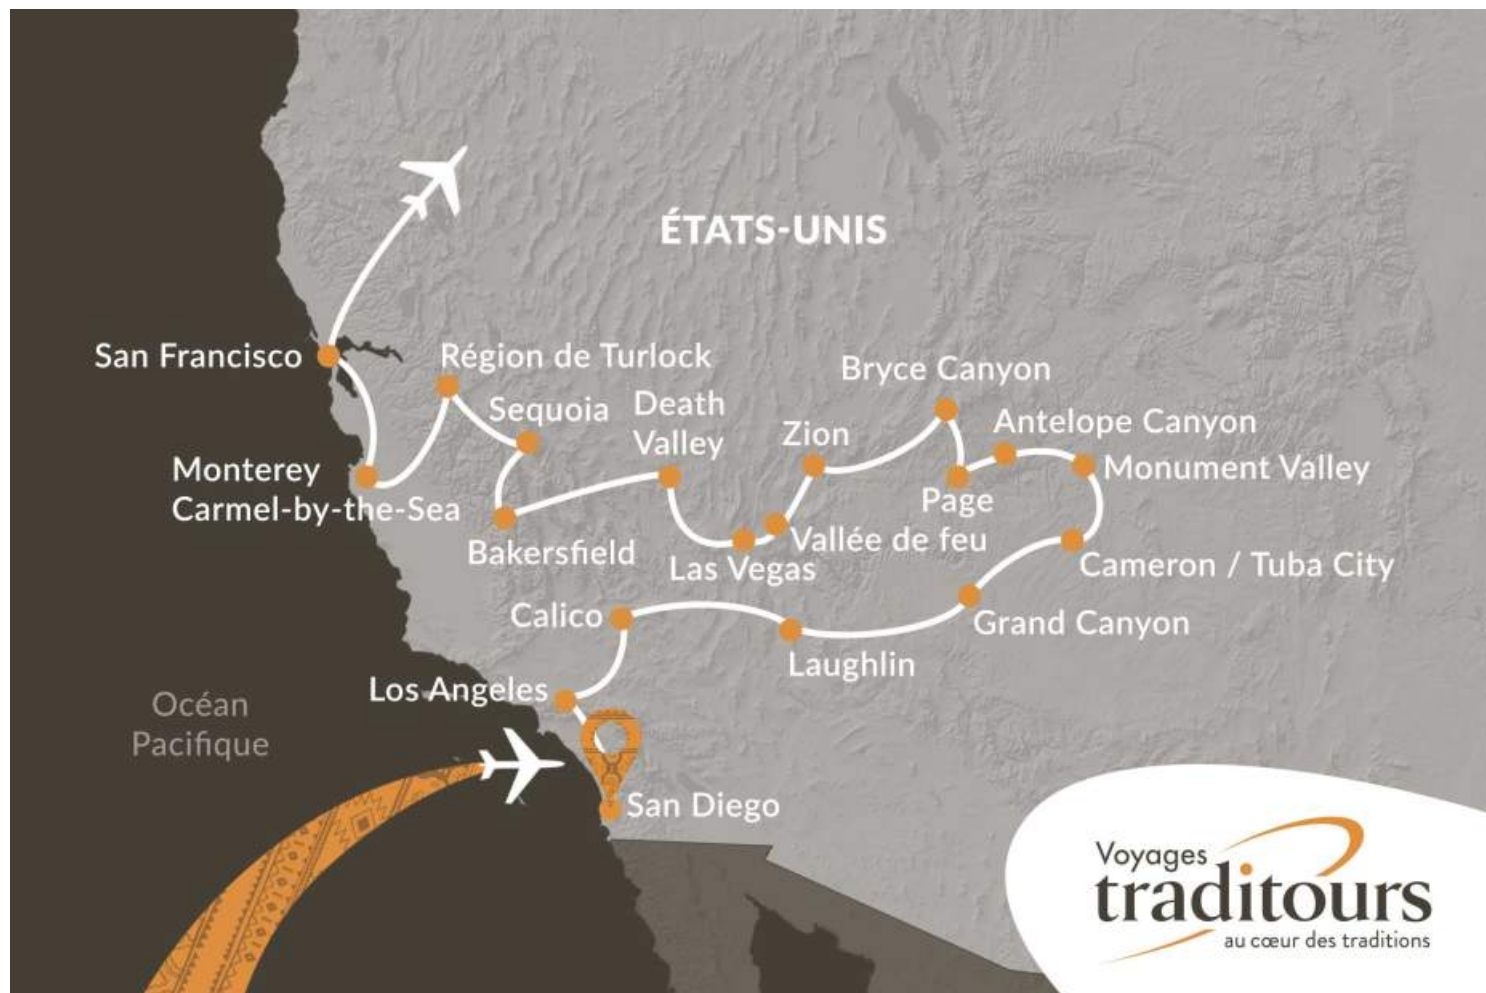 ÉTATS-UNIS
San Francisco
Région de Turlock
Bryce Canyon
Sequoia
Death
Valley
Zion
Antelope Canyon
Monterey
Carmel-by-the-Sea
Monument Valley
Page
Bakersfield
Las Vegas
Vallée de feu
Cameron / Tuba City
Calico
Grand Canyon
Laughlin
Los Angeles
Océan
Pacifique
San Diego
Voyages
traditours
au cœur des traditions